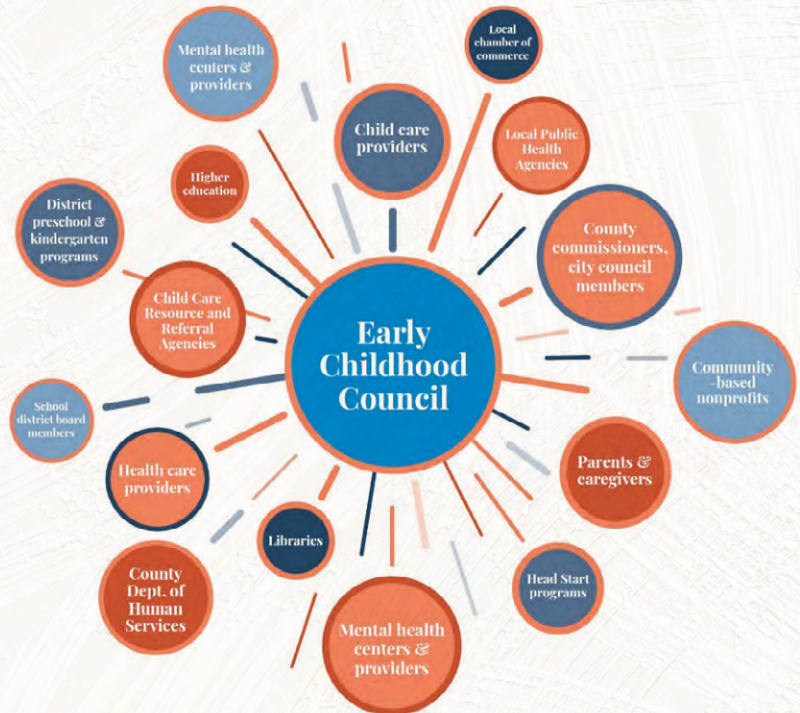 Mental health
centers &
providers
Local
chamber of
commerce
Child care
providers
Local Public
Health
Agencies
Higher
education
District
preschool &
kindergarten
programs
County
commissioners,
city council
members
Child Care
Resource and
Referral
Agencies
Early
Childhood
Council
Community
-based
nonprofits
School
district board
members
Health care
providers
Parents &
caregivers
Libraries
County
Dept. of
Human
Services
Head Start
programs
Mental health
centers &
providers